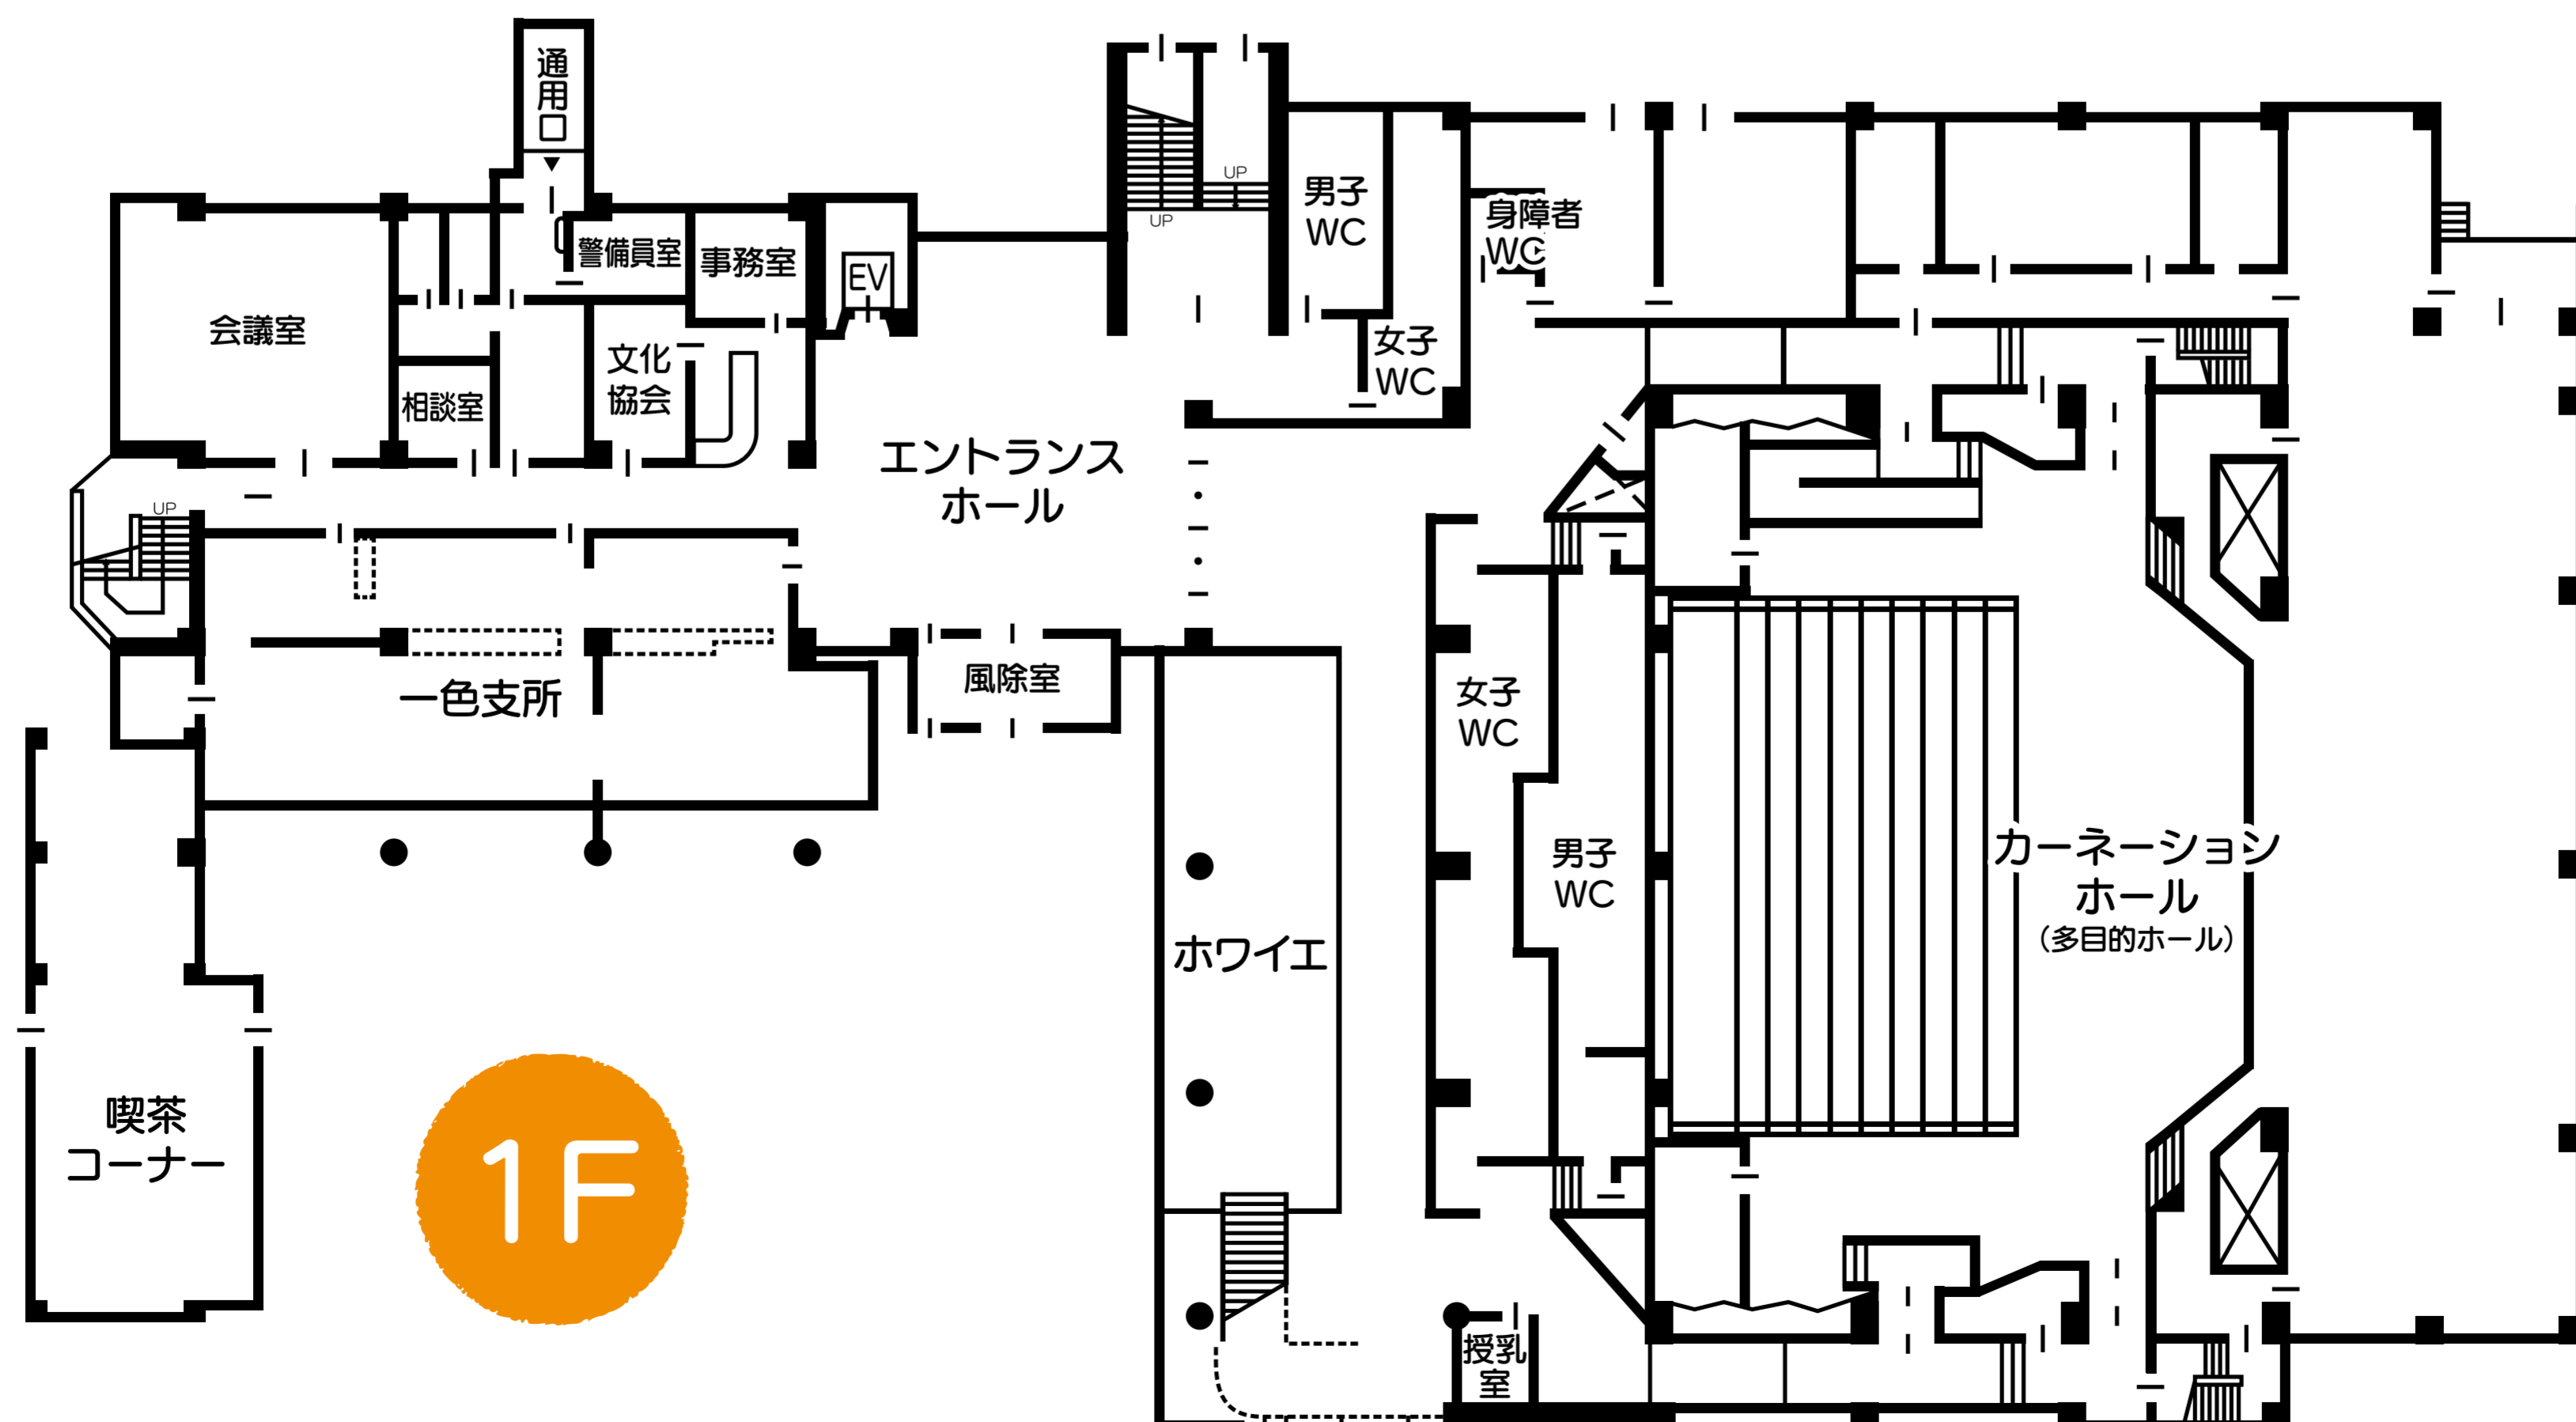 通用口
UP
UP
男子
WC
身障者
WC
警備員室
事務室
EV
会議室
文化
協会
女子
WC
相談室
エントランス
ホール
UP
風除室
一色支所
女子
WC
男子
WC
カーネーション
ホール
(多目的ホール)
ホワイエ
喫茶
コーナー
1F
授乳
室